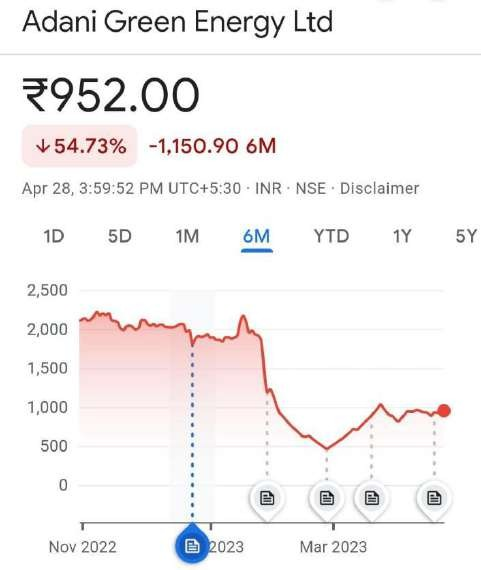 Adani Green Energy Ltd
₹952.00
↓54.73% -1,150.90 6M
Apr 28, 3:59:52 PM UTC+5:30 · INR · NSE · Disclaimer
1D 5D 1M 6M YTD 1Y 5Y
2,500
2,000
1,500
1,000
500
0
Nov 2022 2023 Mar 2023